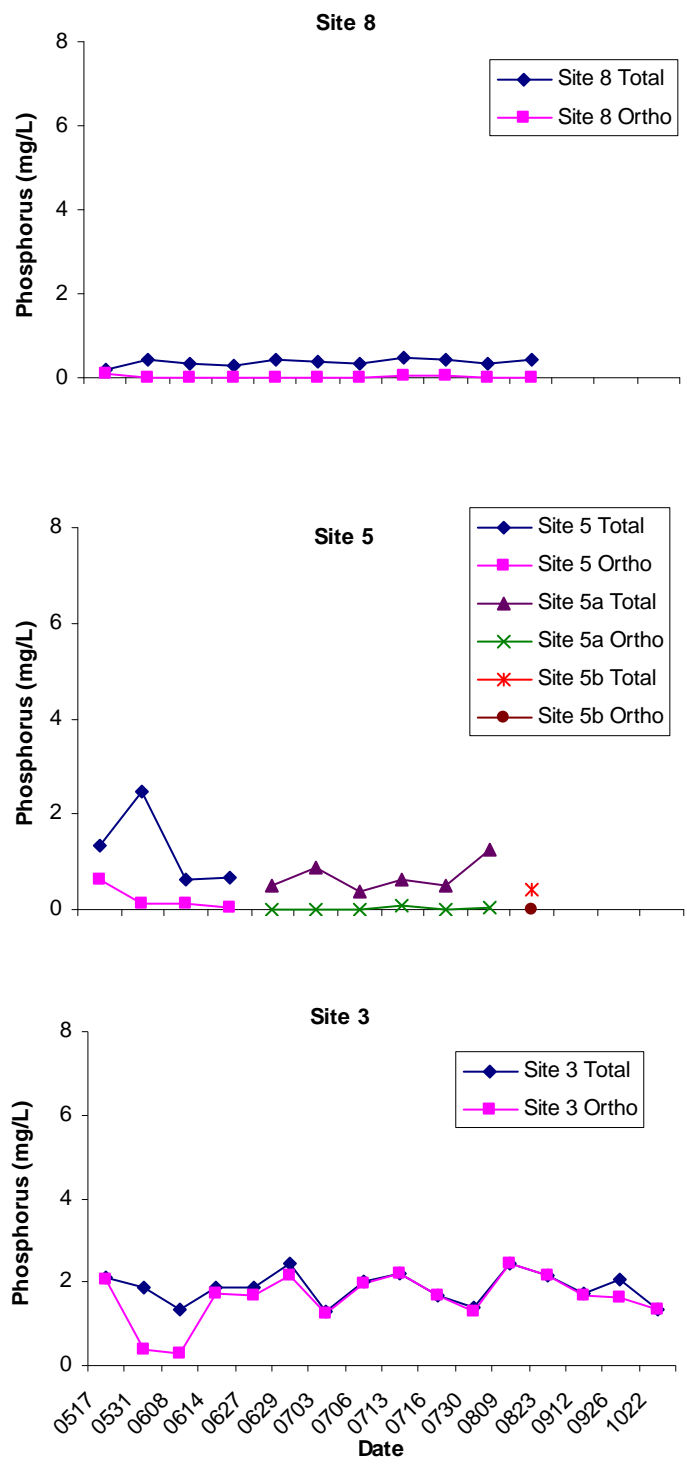 Site 8
8
6
4
2
0
Phosphorus (mg/L)
Site 8 Total
Site 8 Ortho
Site 5
8
6
4
2
0
Phosphorus (mg/L)
Site 5 Total
Site 5 Ortho
Site 5a Total
Site 5a Ortho
Site 5b Total
Site 5b Ortho
Site 3
8
6
4
2
0
Phosphorus (mg/L)
Site 3 Total
Site 3 Ortho
0517 0531 0608 0614 0627 0629 0703 0706 0713 0716 0730 0809 0823 0912 0926 1022
Date